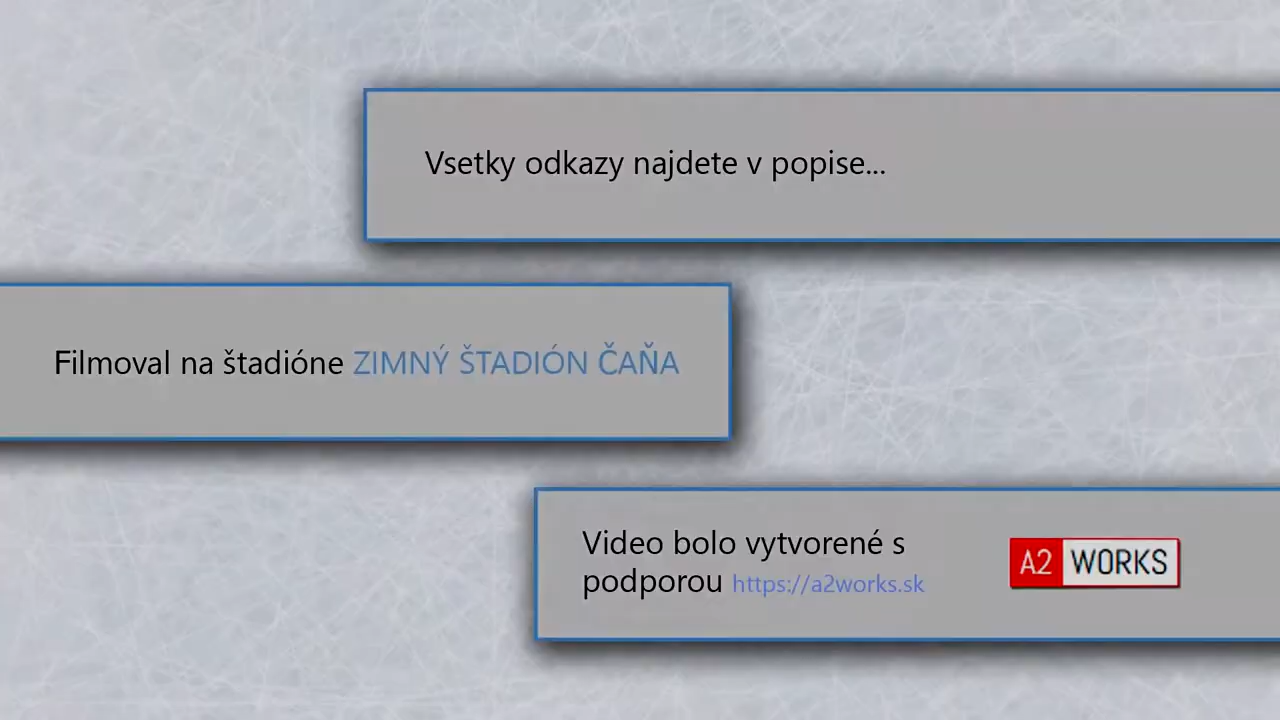 Vsetky odkazy najdete v popise...
Filmoval na štadióne ZIMNÝ ŠTADIÓN ČAŇA
Video bolo vytvorené s
podporou https://a2works.sk
A2 WORKS